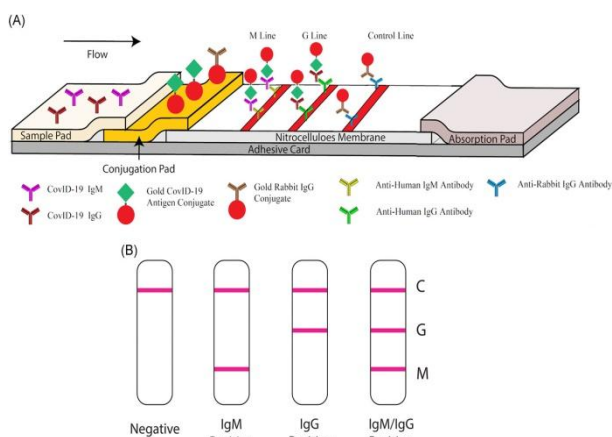 (A)
Flow
M Line
G Line
Control Line
Sample Pad
Nitrocelluloes Membrane
Absorption Pad
Adhesive Card
Conjugation Pad
CovID-19 IgM
CovID-19 IgG
Gold CovID-19
Antigen Conjugate
Gold Rabbit IgG
Conjugate
Anti-Human IgM Antibody
Anti-Human IgG Antibody
Anti-Rabbit IgG Antibody
(B)
C
G
M
Negative
IgM
IgG
IgM/IgG